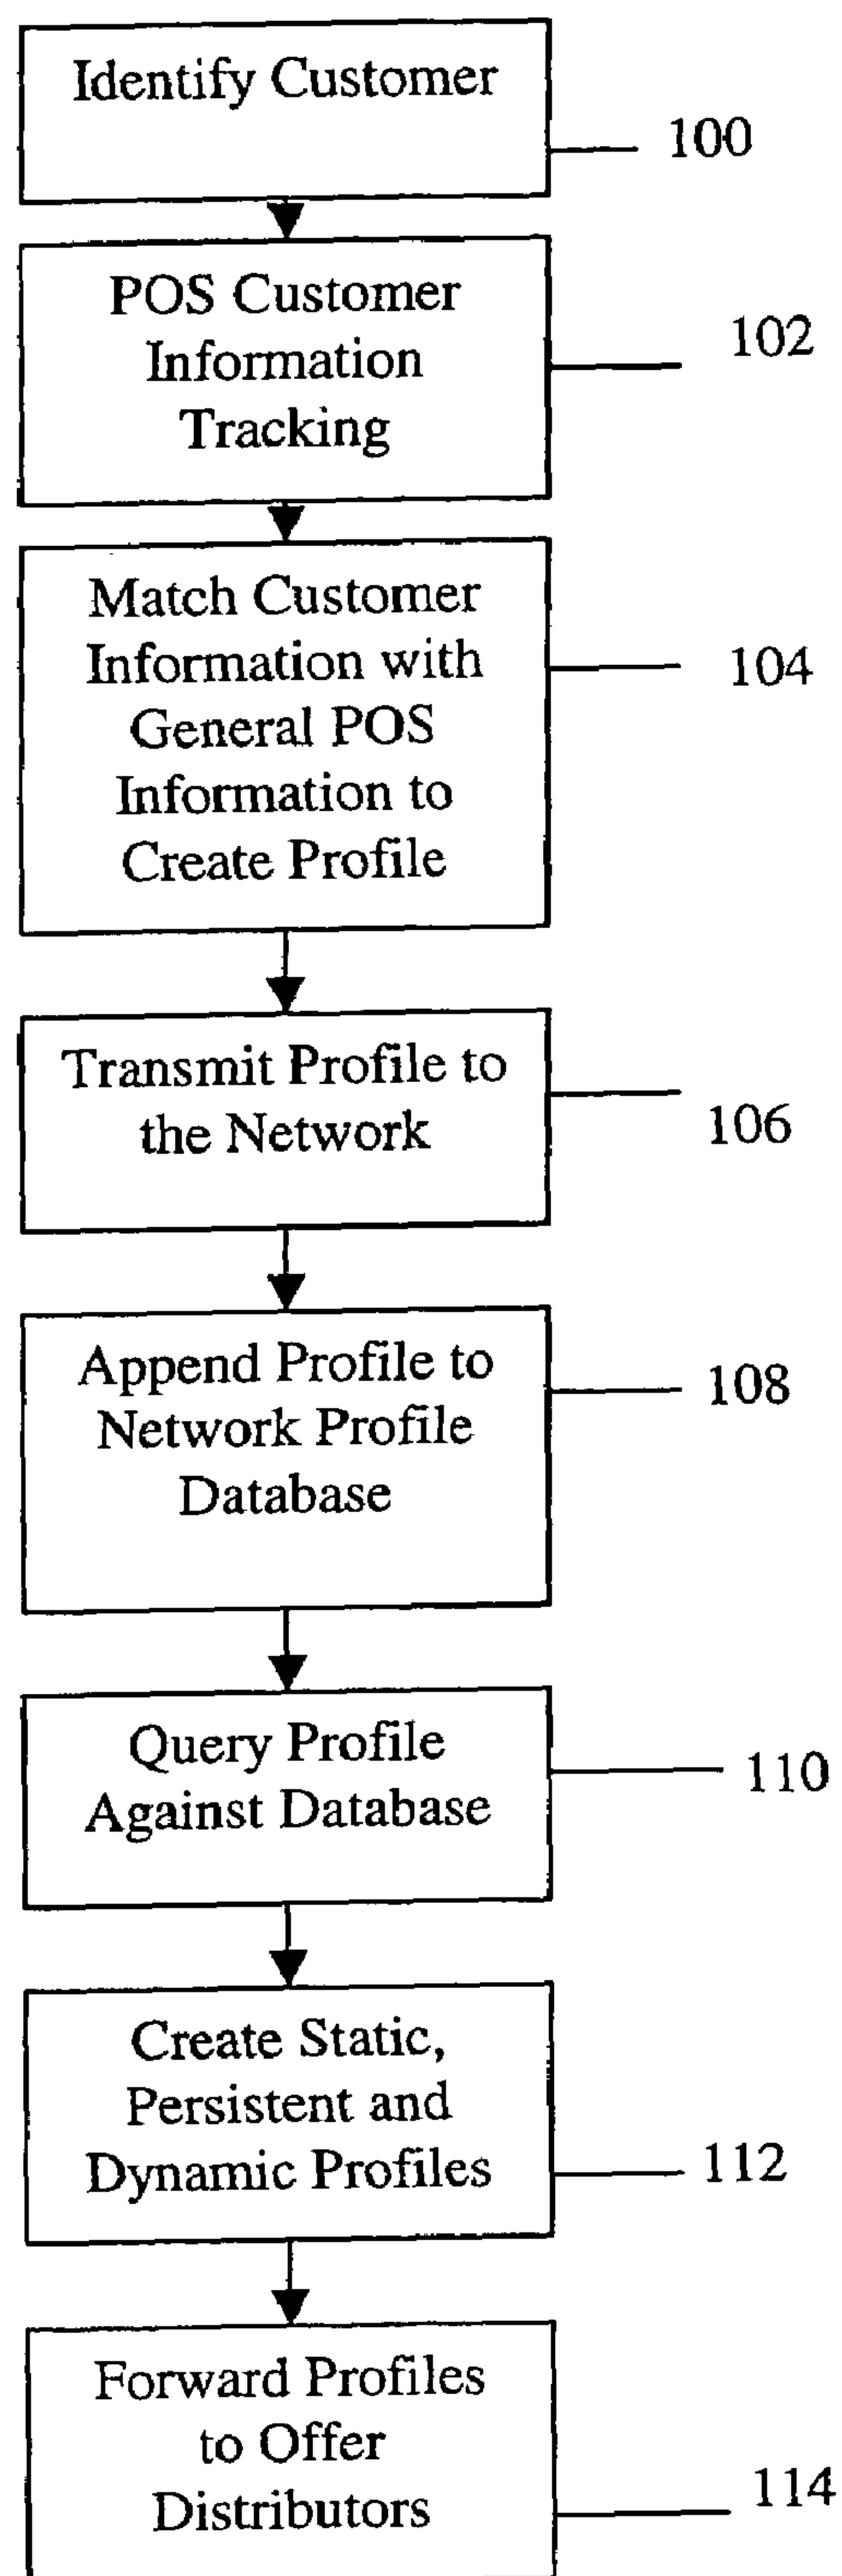 Identify Customer
100
POS Customer
Information
Tracking
102
Match Customer
Information with
General POS
Information to
Create Profile
104
Transmit Profile to
the Network
106
Append Profile to
Network Profile
Database
108
Query Profile
Against Database
110
Create Static,
Persistent and
Dynamic Profiles
112
Forward Profiles
to Offer
Distributors
114